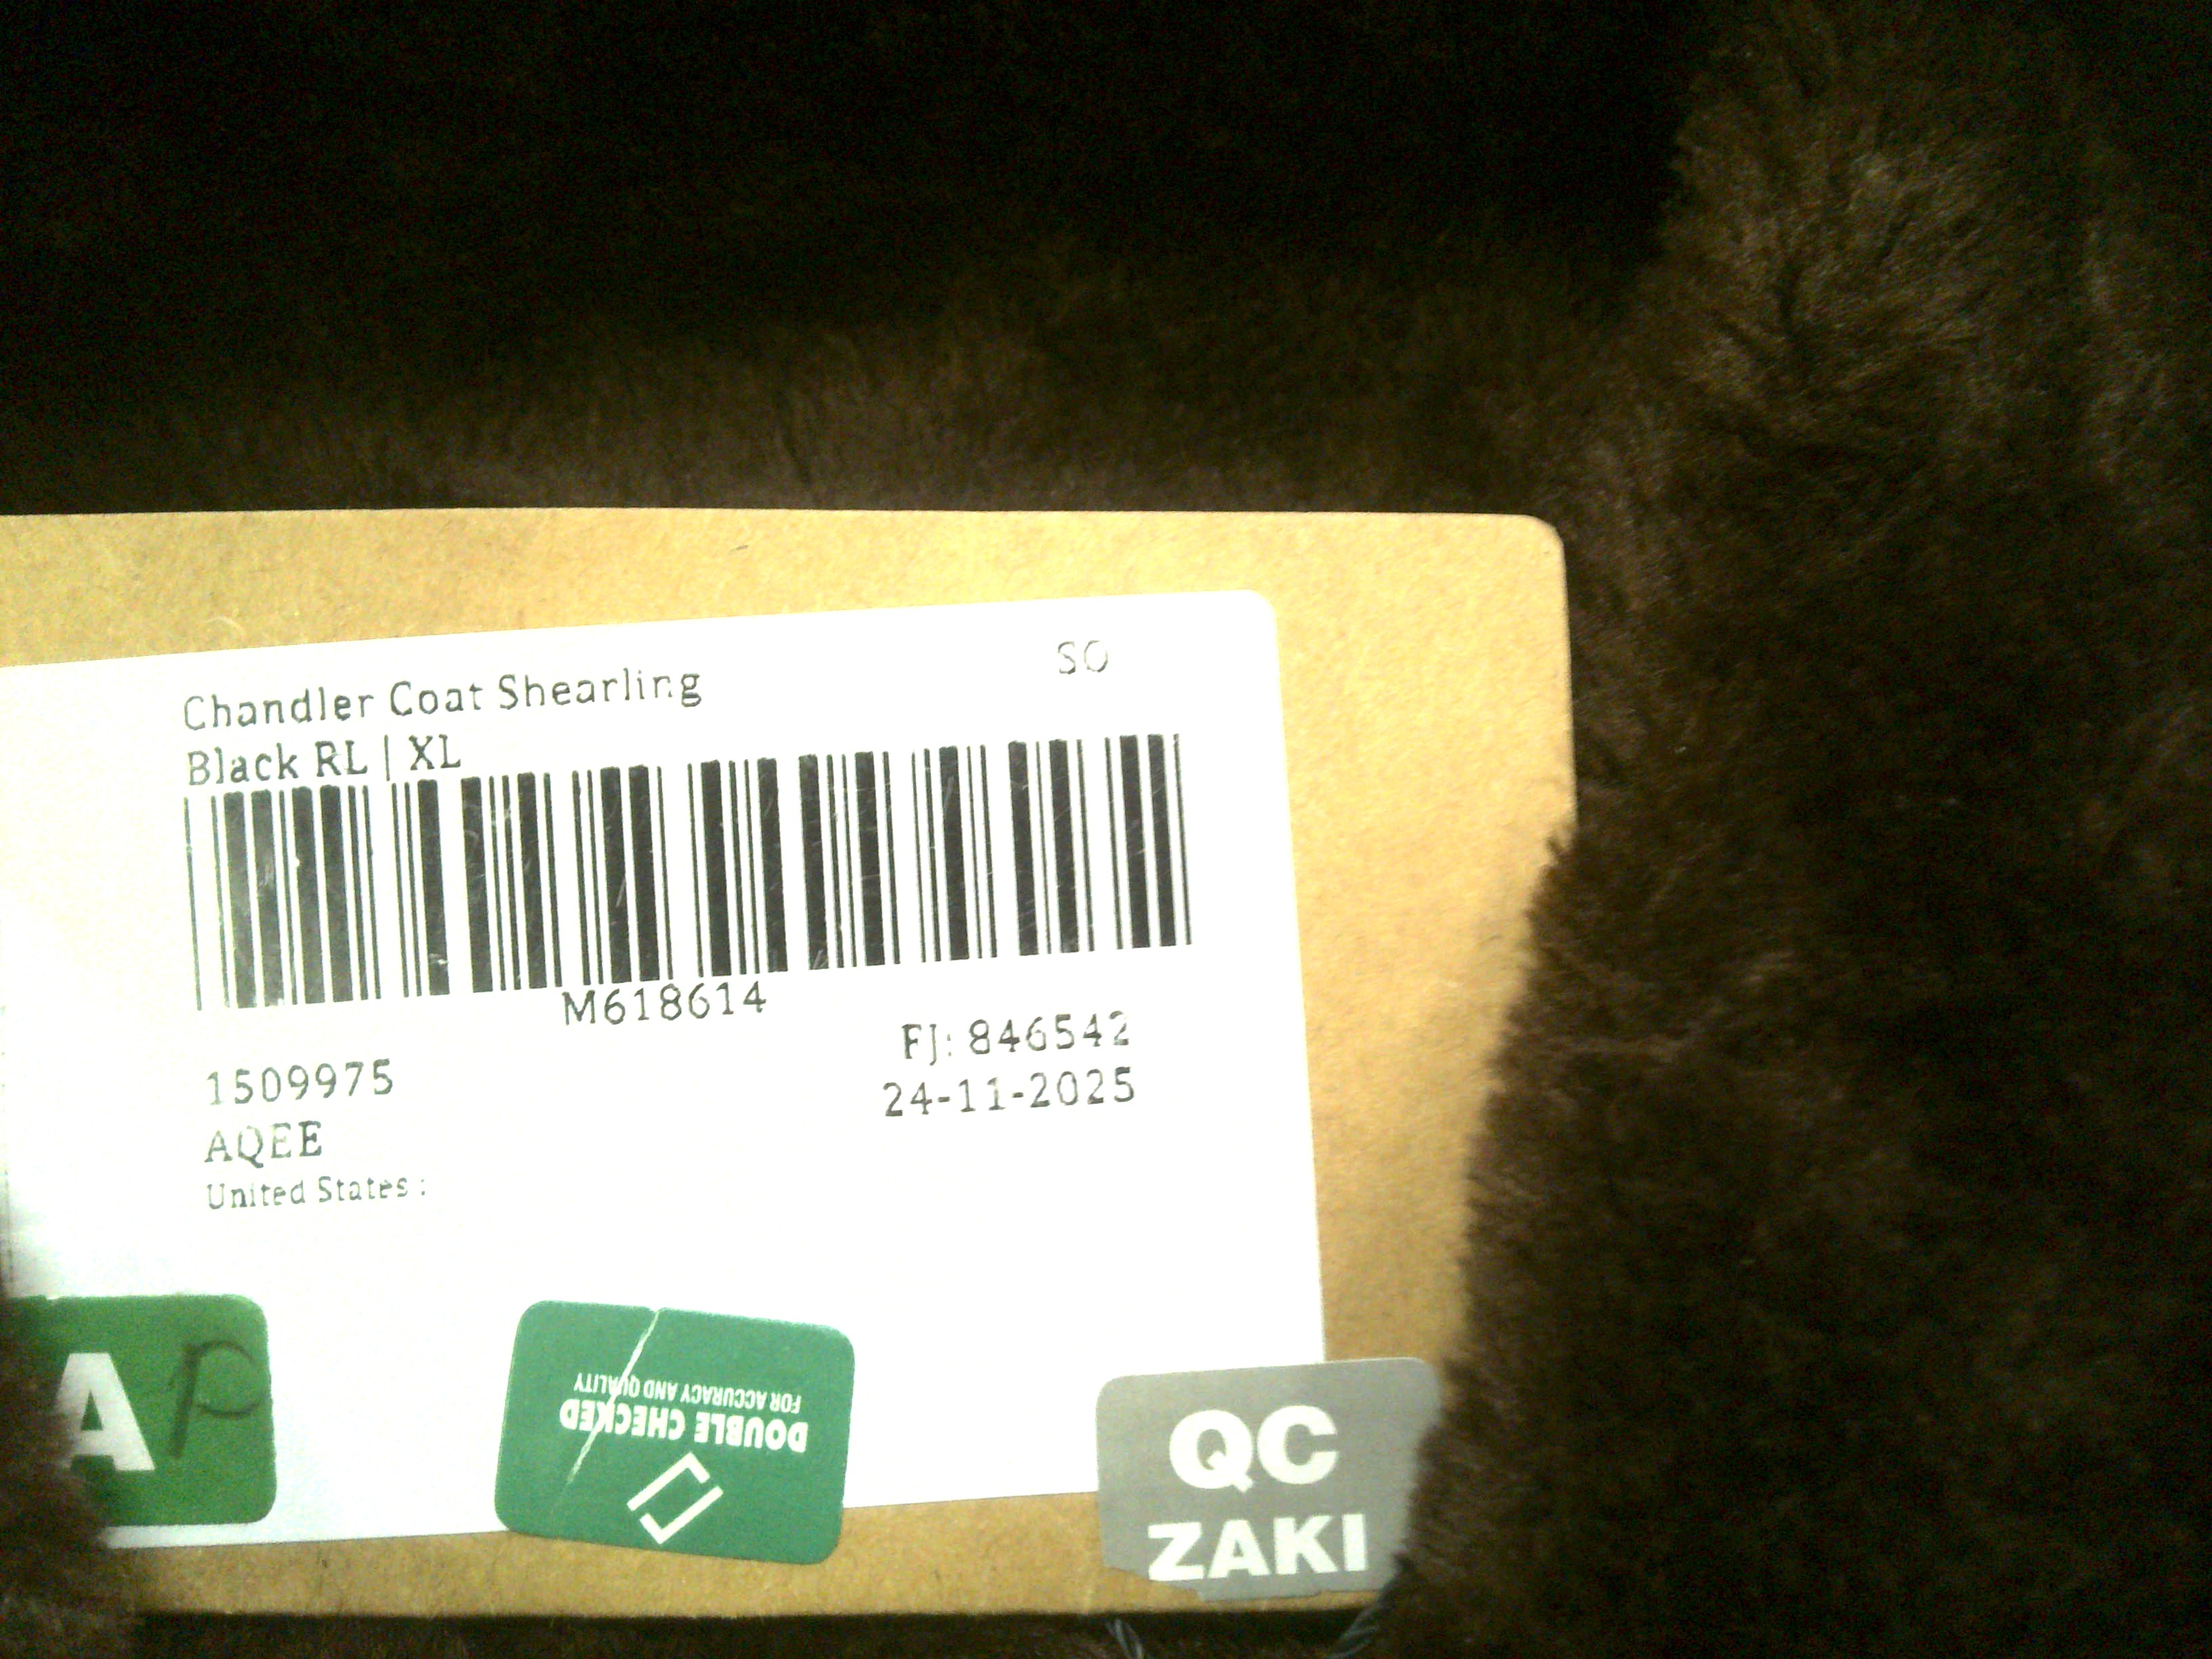 Chandler Coat Shearling
SO
Black RL | XL
M618614
1509975
FJ: 846542
AQEE
24-11-2025
United States :
A P
DOUBLE CHECKED
FOR ACCURACY AND QUALITY
QC
ZAKI